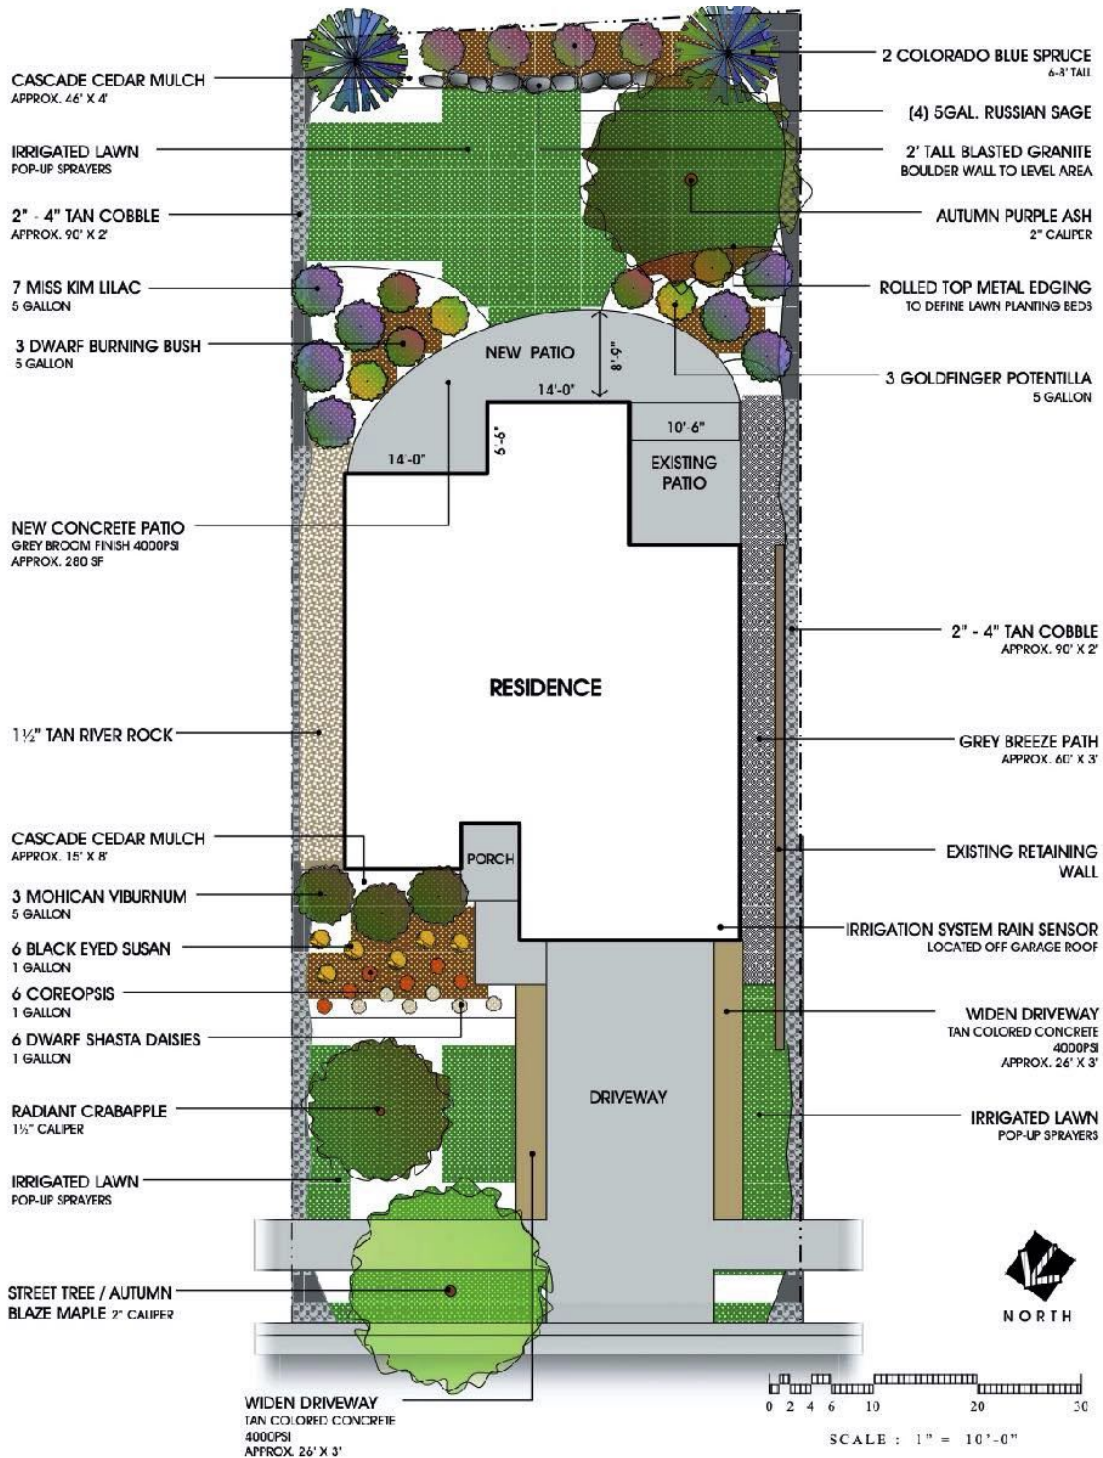 CASCADE CEDAR MULCH
APPROX. 46' X 4'
IRRIGATED LAWN
POP-UP SPRAYERS
2" - 4" TAN COBBLE
APPROX. 90' X 2'
7 MISS KIM LILAC
5 GALLON
3 DWARF BURNING BUSH
5 GALLON
NEW CONCRETE PATIO
GREY BROOM FINISH 4000PSI
APPROX. 280 SF
1½" TAN RIVER ROCK
CASCADE CEDAR MULCH
APPROX. 15' X 8'
3 MOHICAN VIBURNUM
5 GALLON
6 BLACK EYED SUSAN
1 GALLON
6 COREOPSIS
1 GALLON
6 DWARF SHASTA DAISIES
1 GALLON
RADIANT CRABAPPLE
1½" CALIPER
IRRIGATED LAWN
POP-UP SPRAYERS
STREET TREE / AUTUMN
BLAZE MAPLE 2" CALIPER
WIDEN DRIVEWAY
TAN COLORED CONCRETE
4000PSI
APPROX. 26' X 3'
NEW PATIO
14'-0"
8'-9"
14'-0"
6'-6"
10'-6"
EXISTING
PATIO
RESIDENCE
PORCH
DRIVEWAY
2 COLORADO BLUE SPRUCE
6-8' TALL
(4) 5GAL. RUSSIAN SAGE
2' TALL BLASTED GRANITE
BOULDER WALL TO LEVEL AREA
AUTUMN PURPLE ASH
2" CALIPER
ROLLED TOP METAL EDGING
TO DEFINE LAWN PLANTING BEDS
3 GOLDFINGER POTENTILLA
5 GALLON
2" - 4" TAN COBBLE
APPROX. 90' X 2'
GREY BREEZE PATH
APPROX. 60' X 3'
EXISTING RETAINING
WALL
IRRIGATION SYSTEM RAIN SENSOR
LOCATED OFF GARAGE ROOF
WIDEN DRIVEWAY
TAN COLORED CONCRETE
4000PSI
APPROX. 26' X 3'
IRRIGATED LAWN
POP-UP SPRAYERS
NORTH
0 2 4 6 10 20 30
SCALE : 1" = 10'-0"